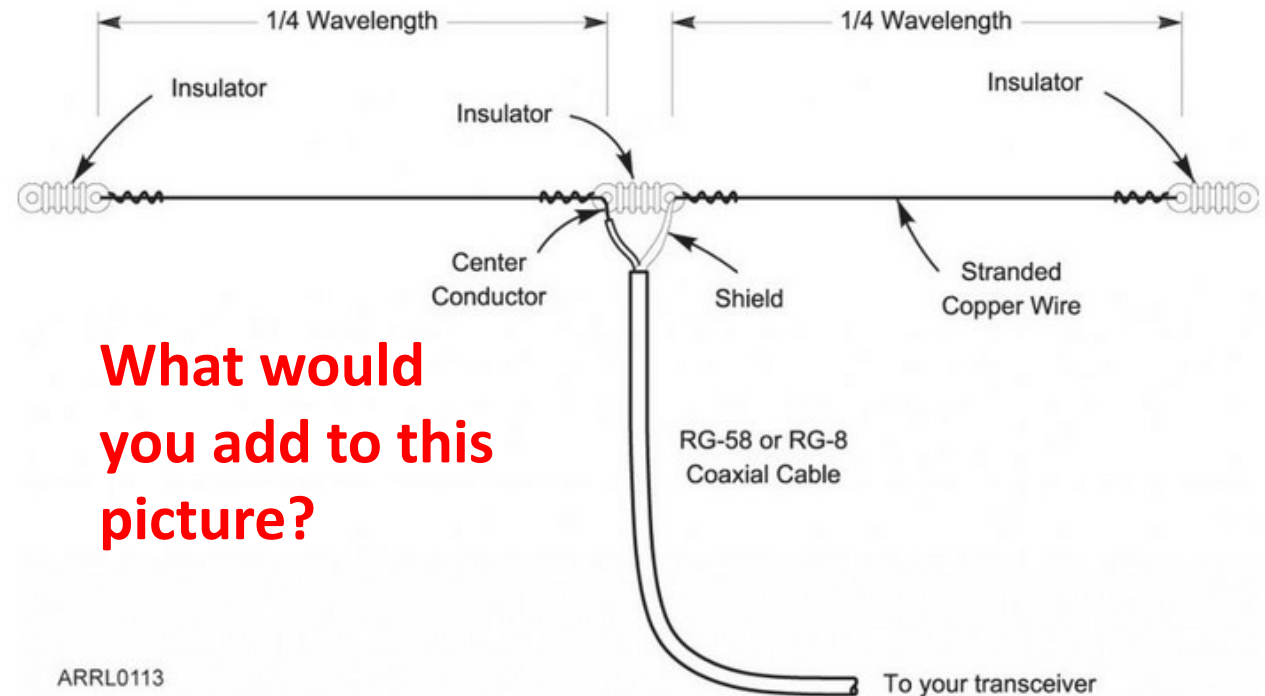 1/4 Wavelength
1/4 Wavelength
Insulator
Insulator
Insulator
Center
Conductor
Shield
Stranded
Copper Wire
What would
you add to this
picture?
RG-58 or RG-8
Coaxial Cable
ARRL0113
To your transceiver